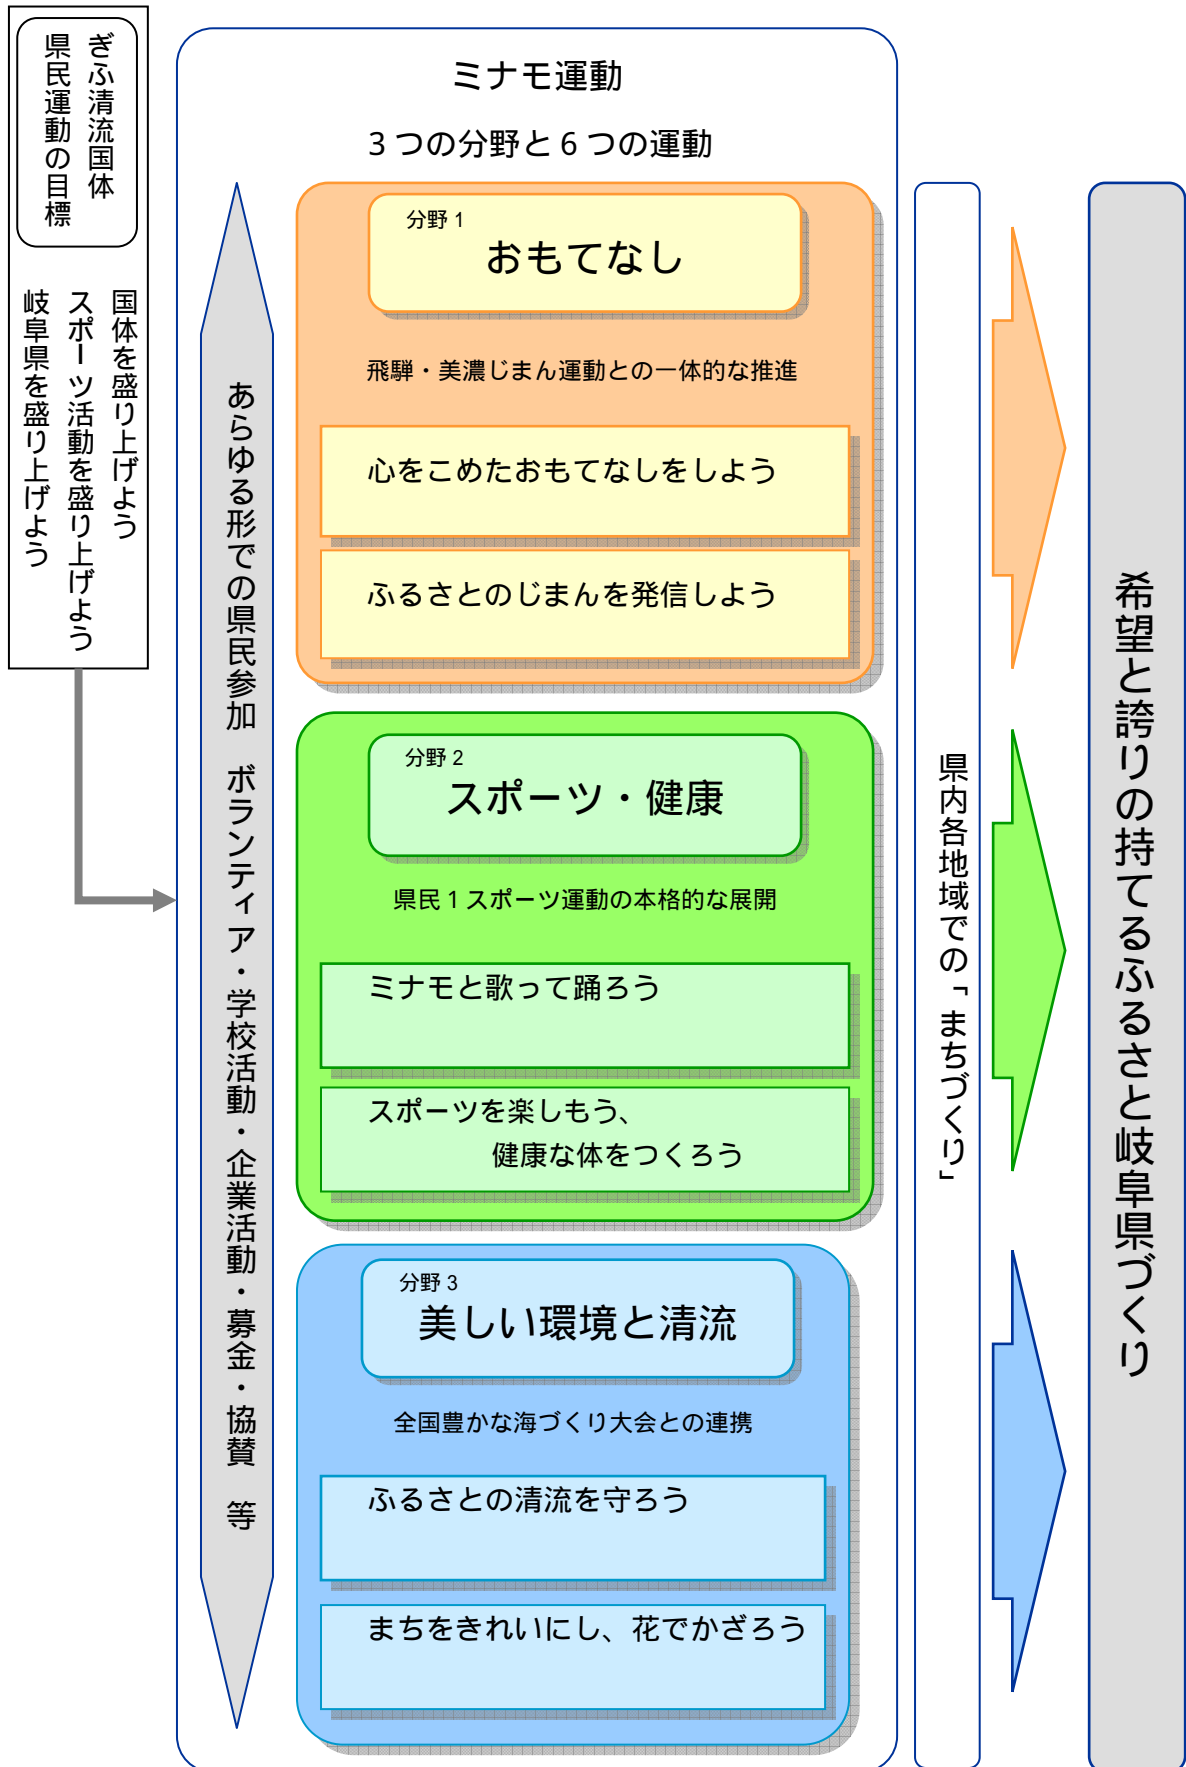 ぎふ清流国体
県民運動の目標
国体を盛り上げよう
スポーツ活動を盛り上げよう
岐阜県を盛り上げよう
ミナモ運動
3つの分野と6つの運動
あらゆる形での県民参加 ボランティア・学校活動・企業活動・募金・協賛 等
分野1
おもてなし
飛騨・美濃じまん運動との一体的な推進
心をこめたおもてなしをしよう
ふるさとのじまんを発信しよう
分野2
スポーツ・健康
県民1スポーツ運動の本格的な展開
ミナモと歌って踊ろう
スポーツを楽しもう、
健康な体をつくろう
分野3
美しい環境と清流
全国豊かな海づくり大会との連携
ふるさとの清流を守ろう
まちをきれいにし、花でかざろう
県内各地域での「まちづくり」
希望と誇りの持てるふるさと岐阜県づくり